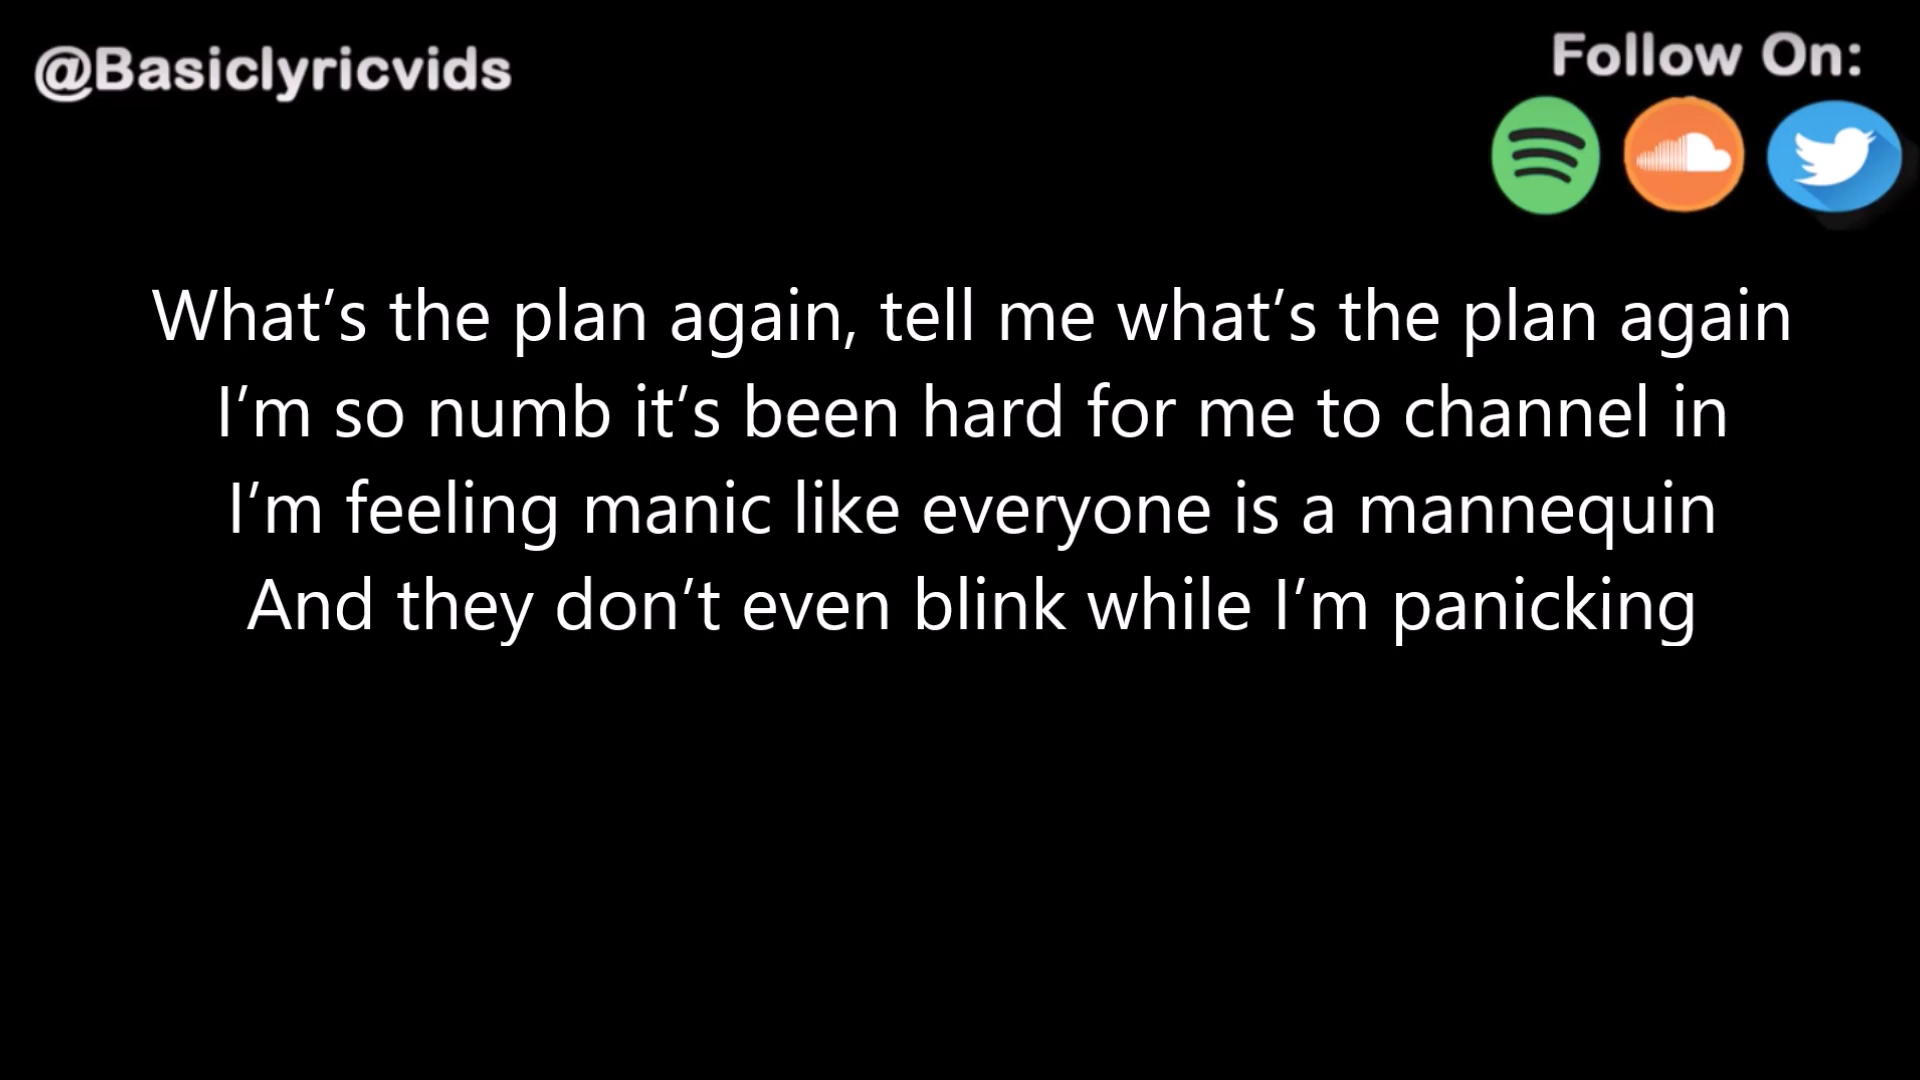 @Basiclyricvids
Follow On:
What’s the plan again, tell me what’s the plan again
I’m so numb it’s been hard for me to channel in
I’m feeling manic like everyone is a mannequin
And they don’t even blink while I’m panicking